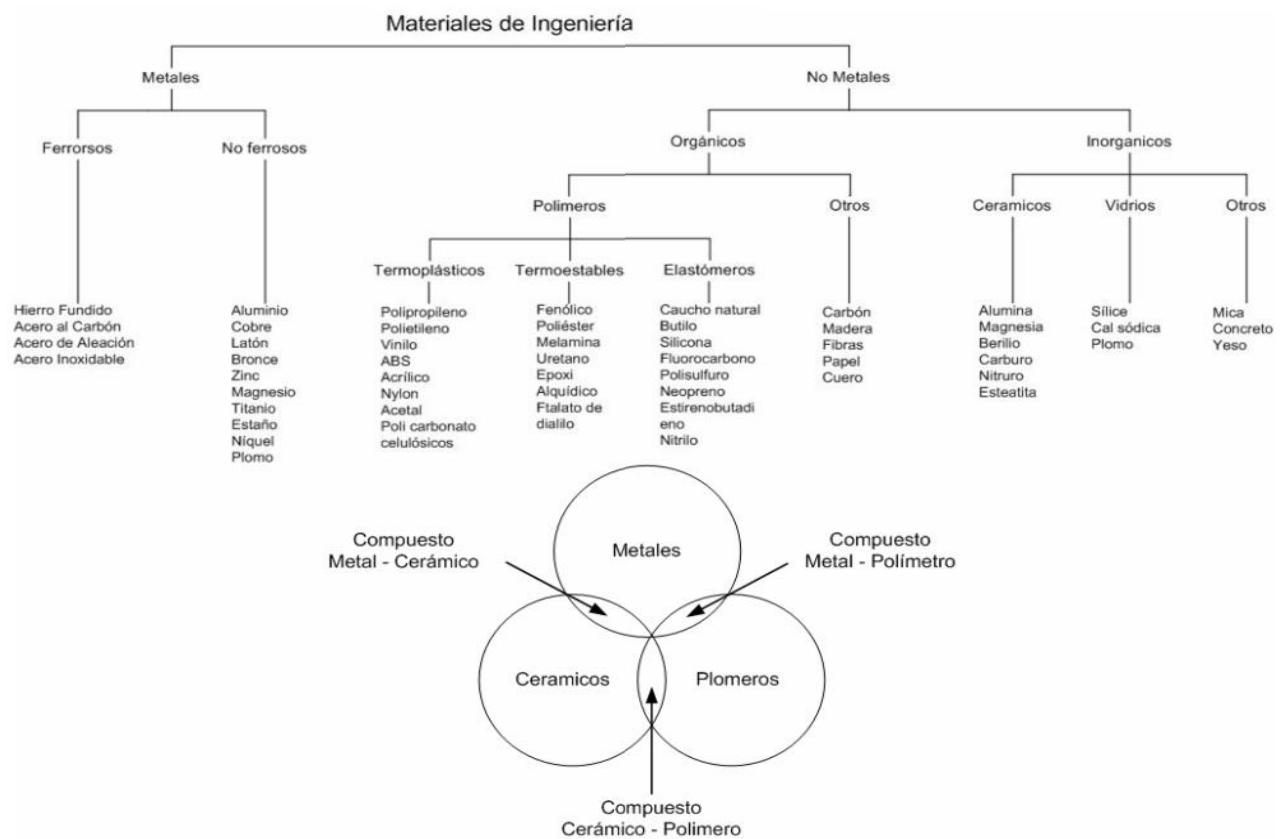 Materiales de Ingeniería
Metales
No Metales
Ferrorsos
No ferrosos
Orgánicos
Inorganicos
Polimeros
Otros
Ceramicos
Vidrios
Otros
Termoplásticos
Termoestables
Elastómeros
Hierro Fundido
Acero al Carbón
Acero de Aleación
Acero Inoxidable
Aluminio
Cobre
Latón
Bronce
Zinc
Magnesio
Titanio
Estaño
Níquel
Plomo
Polipropileno
Polietileno
Vinilo
ABS
Acrílico
Nylon
Acetal
Poli carbonato
celulósicos
Fenólico
Poliéster
Melamina
Uretano
Epoxi
Alquídico
Ftalato de
dialilo
Caucho natural
Butilo
Silicona
Fluorocarbono
Polisulfuro
Neopreno
Estirenobutadi
eno
Nitrilo
Carbón
Madera
Fibras
Papel
Cuero
Alumina
Magnesia
Berilio
Carburo
Nitruro
Esteatita
Sílice
Cal sódica
Plomo
Mica
Concreto
Yeso
Compuesto
Metal - Cerámico
Metales
Compuesto
Metal - Polímetro
Ceramicos
Plomeros
Compuesto
Cerámico - Polimero